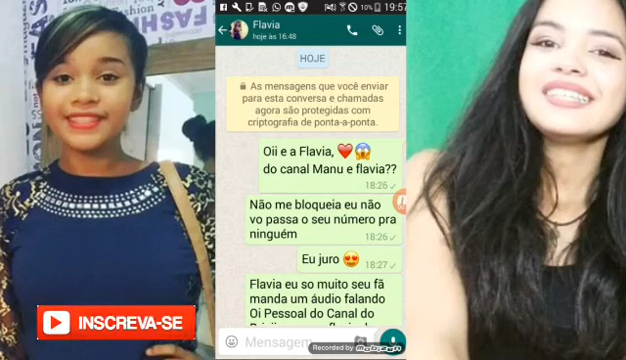 FASHION
19:57
10%
Flavia
hoje às 16:48
HOJE
As mensagens que você enviar
para esta conversa e chamadas
agora são protegidas com
criptografia de ponta-a-ponta.
Oii e a Flavia,
do canal Manu e flavia??
18:26
Não me bloqueia eu não
vo passa o seu número pra
ninguém
18:26
Eu juro
18:27
Flavia eu so muito seu fã
manda um áudio falando
Oi Pessoal do Canal do
Mensagem
Recorded by
INSCREVA-SE